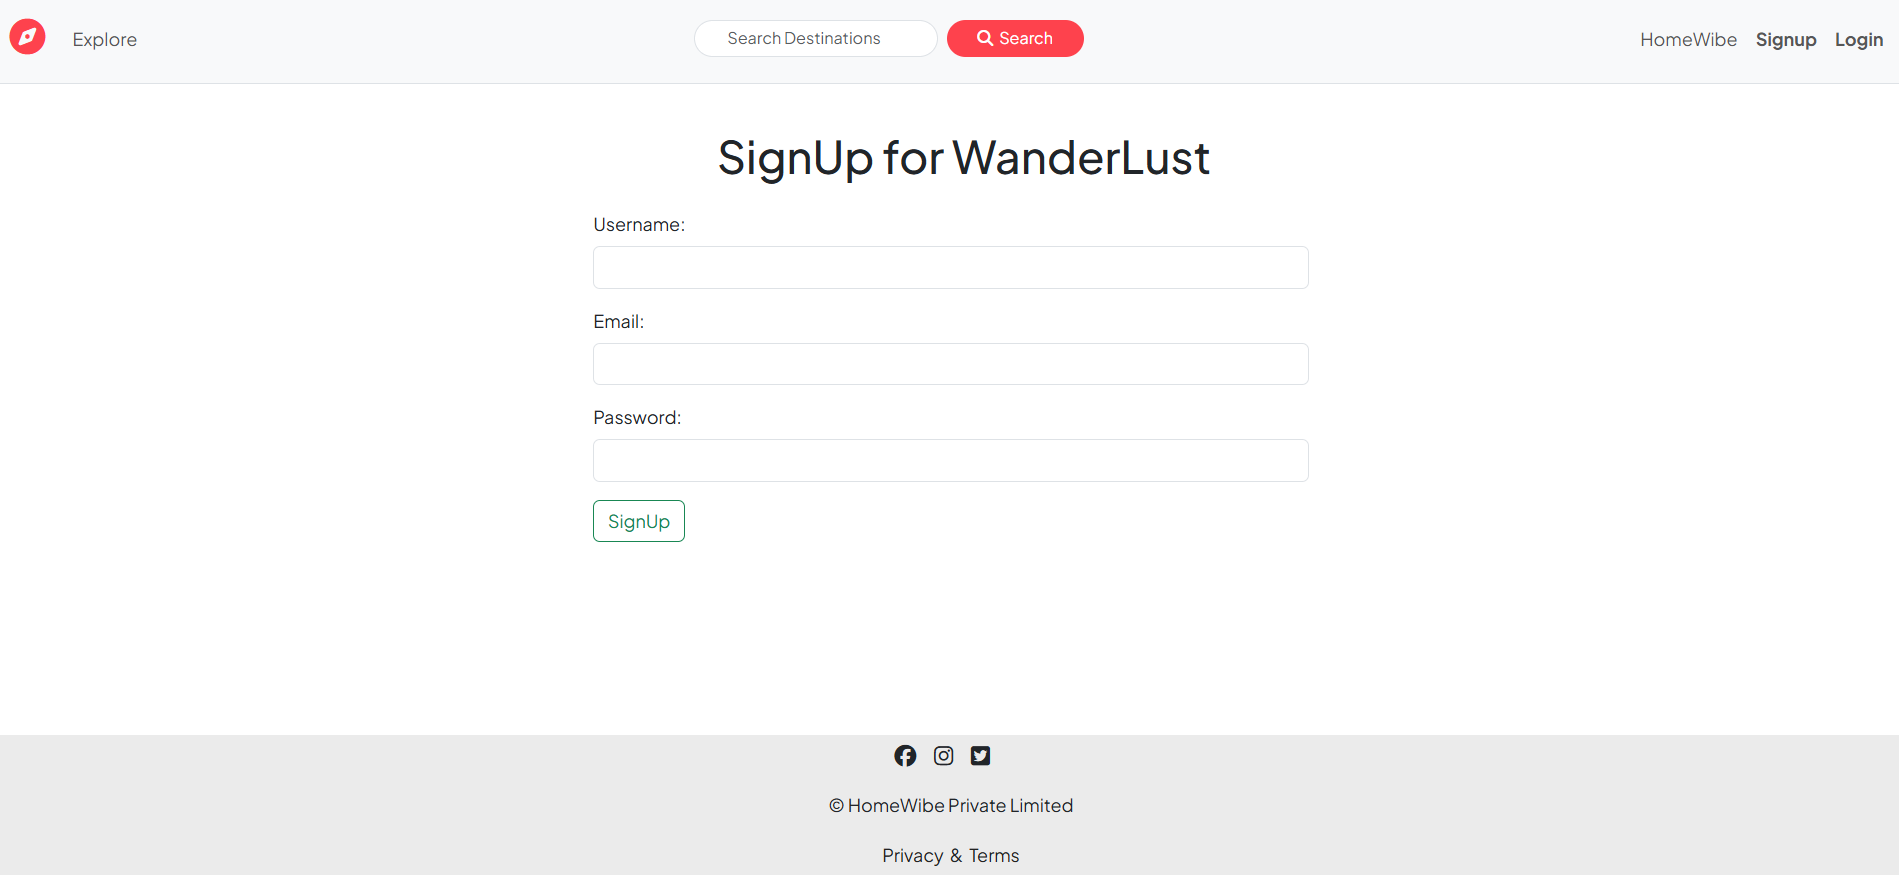 Explore
Search Destinations
Search
HomeWibe Signup Login
SignUp for WanderLust
Username:
Email:
Password:
SignUp
© HomeWibe Private Limited
Privacy & Terms